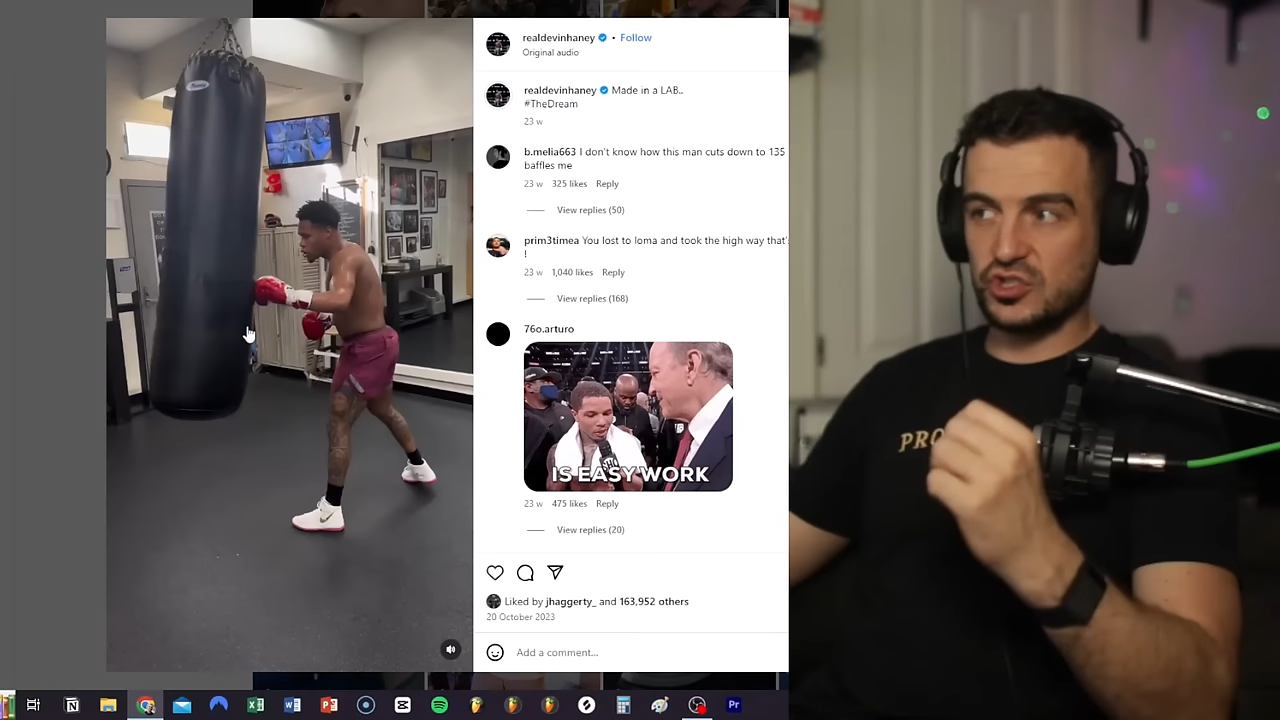 realdevinhaney • Follow
Original audio
realdevinhaney Made in a LAB..
#TheDream
23 w
b.melia663 I don't know how this man cuts down to 135
baffles me
23 w 325 likes Reply
View replies (50)
prim3timea You lost to loma and took the high way that'
!
23 w 1,040 likes Reply
View replies (168)
76o.arturo
IS EASY WORK
23 w 475 likes Reply
View replies (20)
Liked by jhaggerty_ and 163,952 others
20 October 2023
Add a comment...
PRO